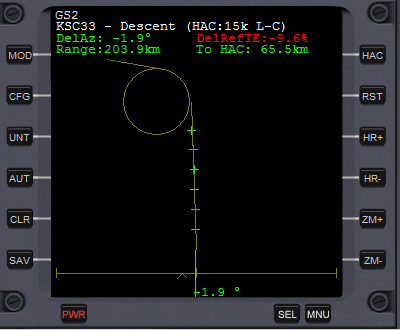 GS2
KSC33 - Descent (HAC:15k L-C)
DelAz: -1.9° DelRefTE:-9.6%
Range:203.9km To HAC: 65.5km
MOD HAC
CFG RST
UNT HR+
AUT HR-
CLR ZM+
SAV ZM-
-1.9 °
PWR SEL MNU